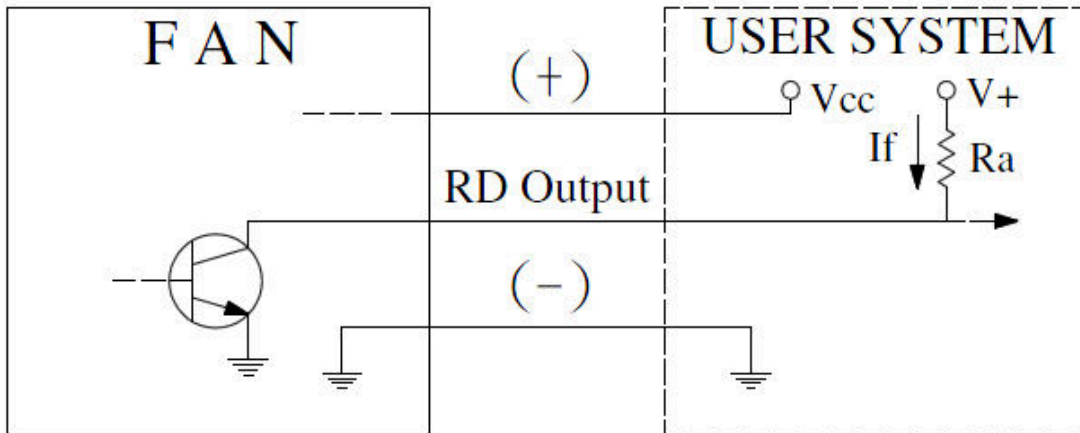 F A N
USER SYSTEM
(+)
Vcc
V+
If
Ra
RD Output
(-)